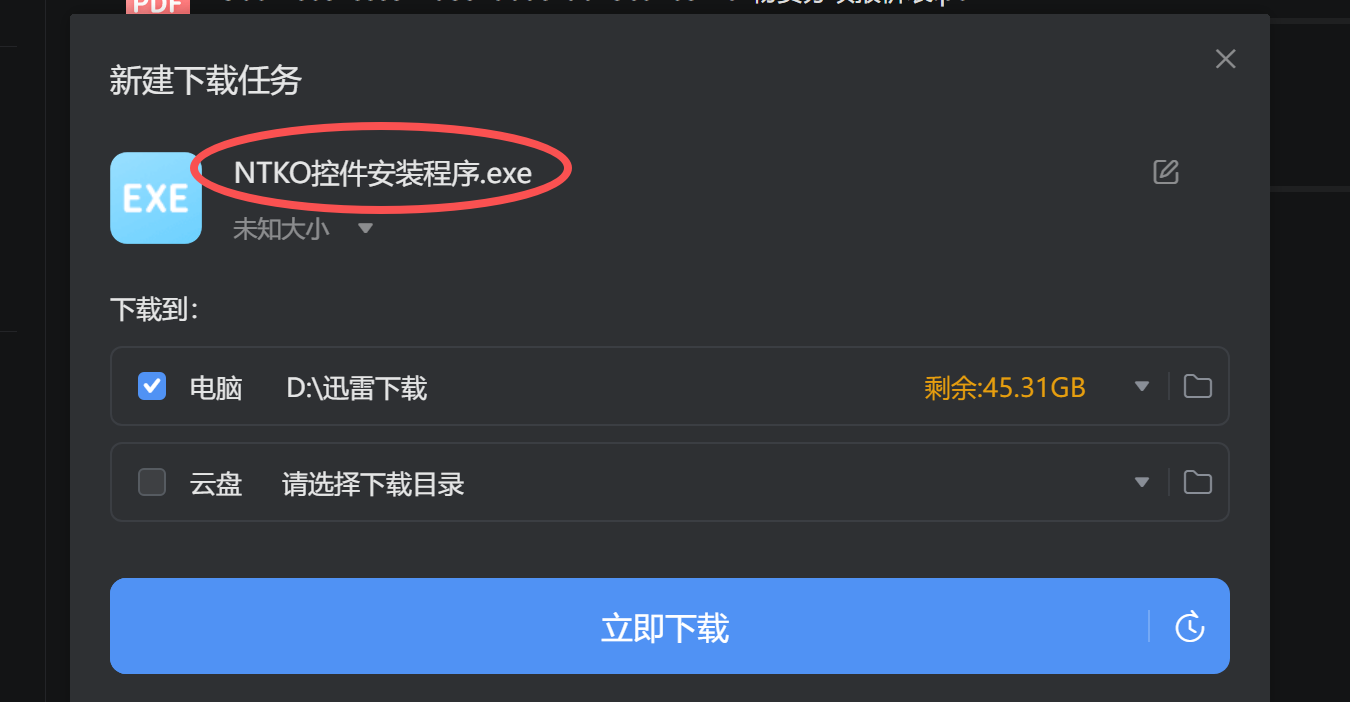 PDF
新建下载任务
EXE
NTKO控件安装程序.exe
未知大小
下载到：
电脑 D:\迅雷下载 剩余:45.31GB
云盘 请选择下载目录
立即下载